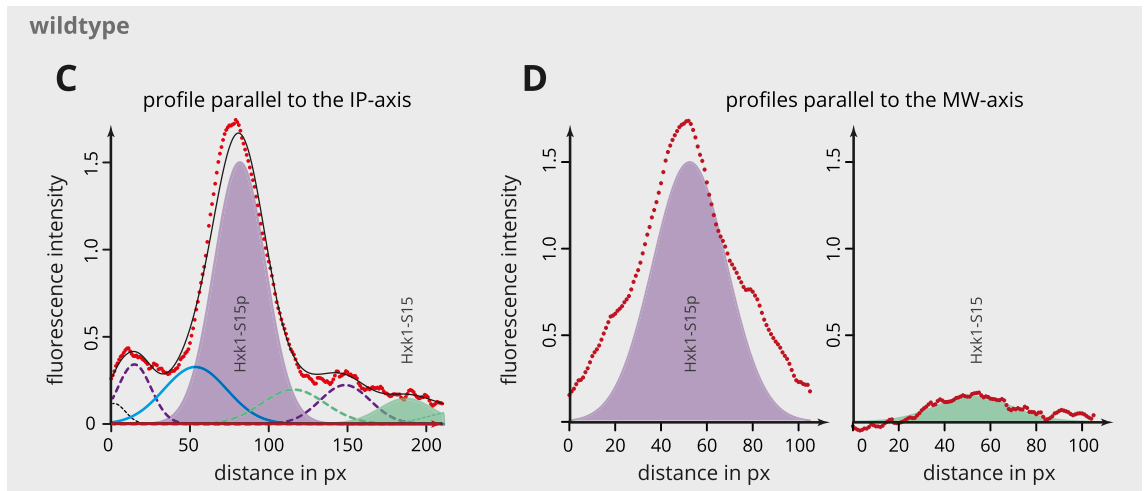 wildtype
C
profile parallel to the IP-axis
fluorescence intensity
0
0.5
1.0
1.5
Hxk1-S15p
Hxk1-S15
0 50 100 150 200
distance in px
D
profiles parallel to the MW-axis
fluorescence intensity
0.5
1.0
1.5
Hxk1-S15p
0 20 40 60 80 100
distance in px
0.5
1.0
1.5
Hxk1-S15
0 20 40 60 80 100
distance in px